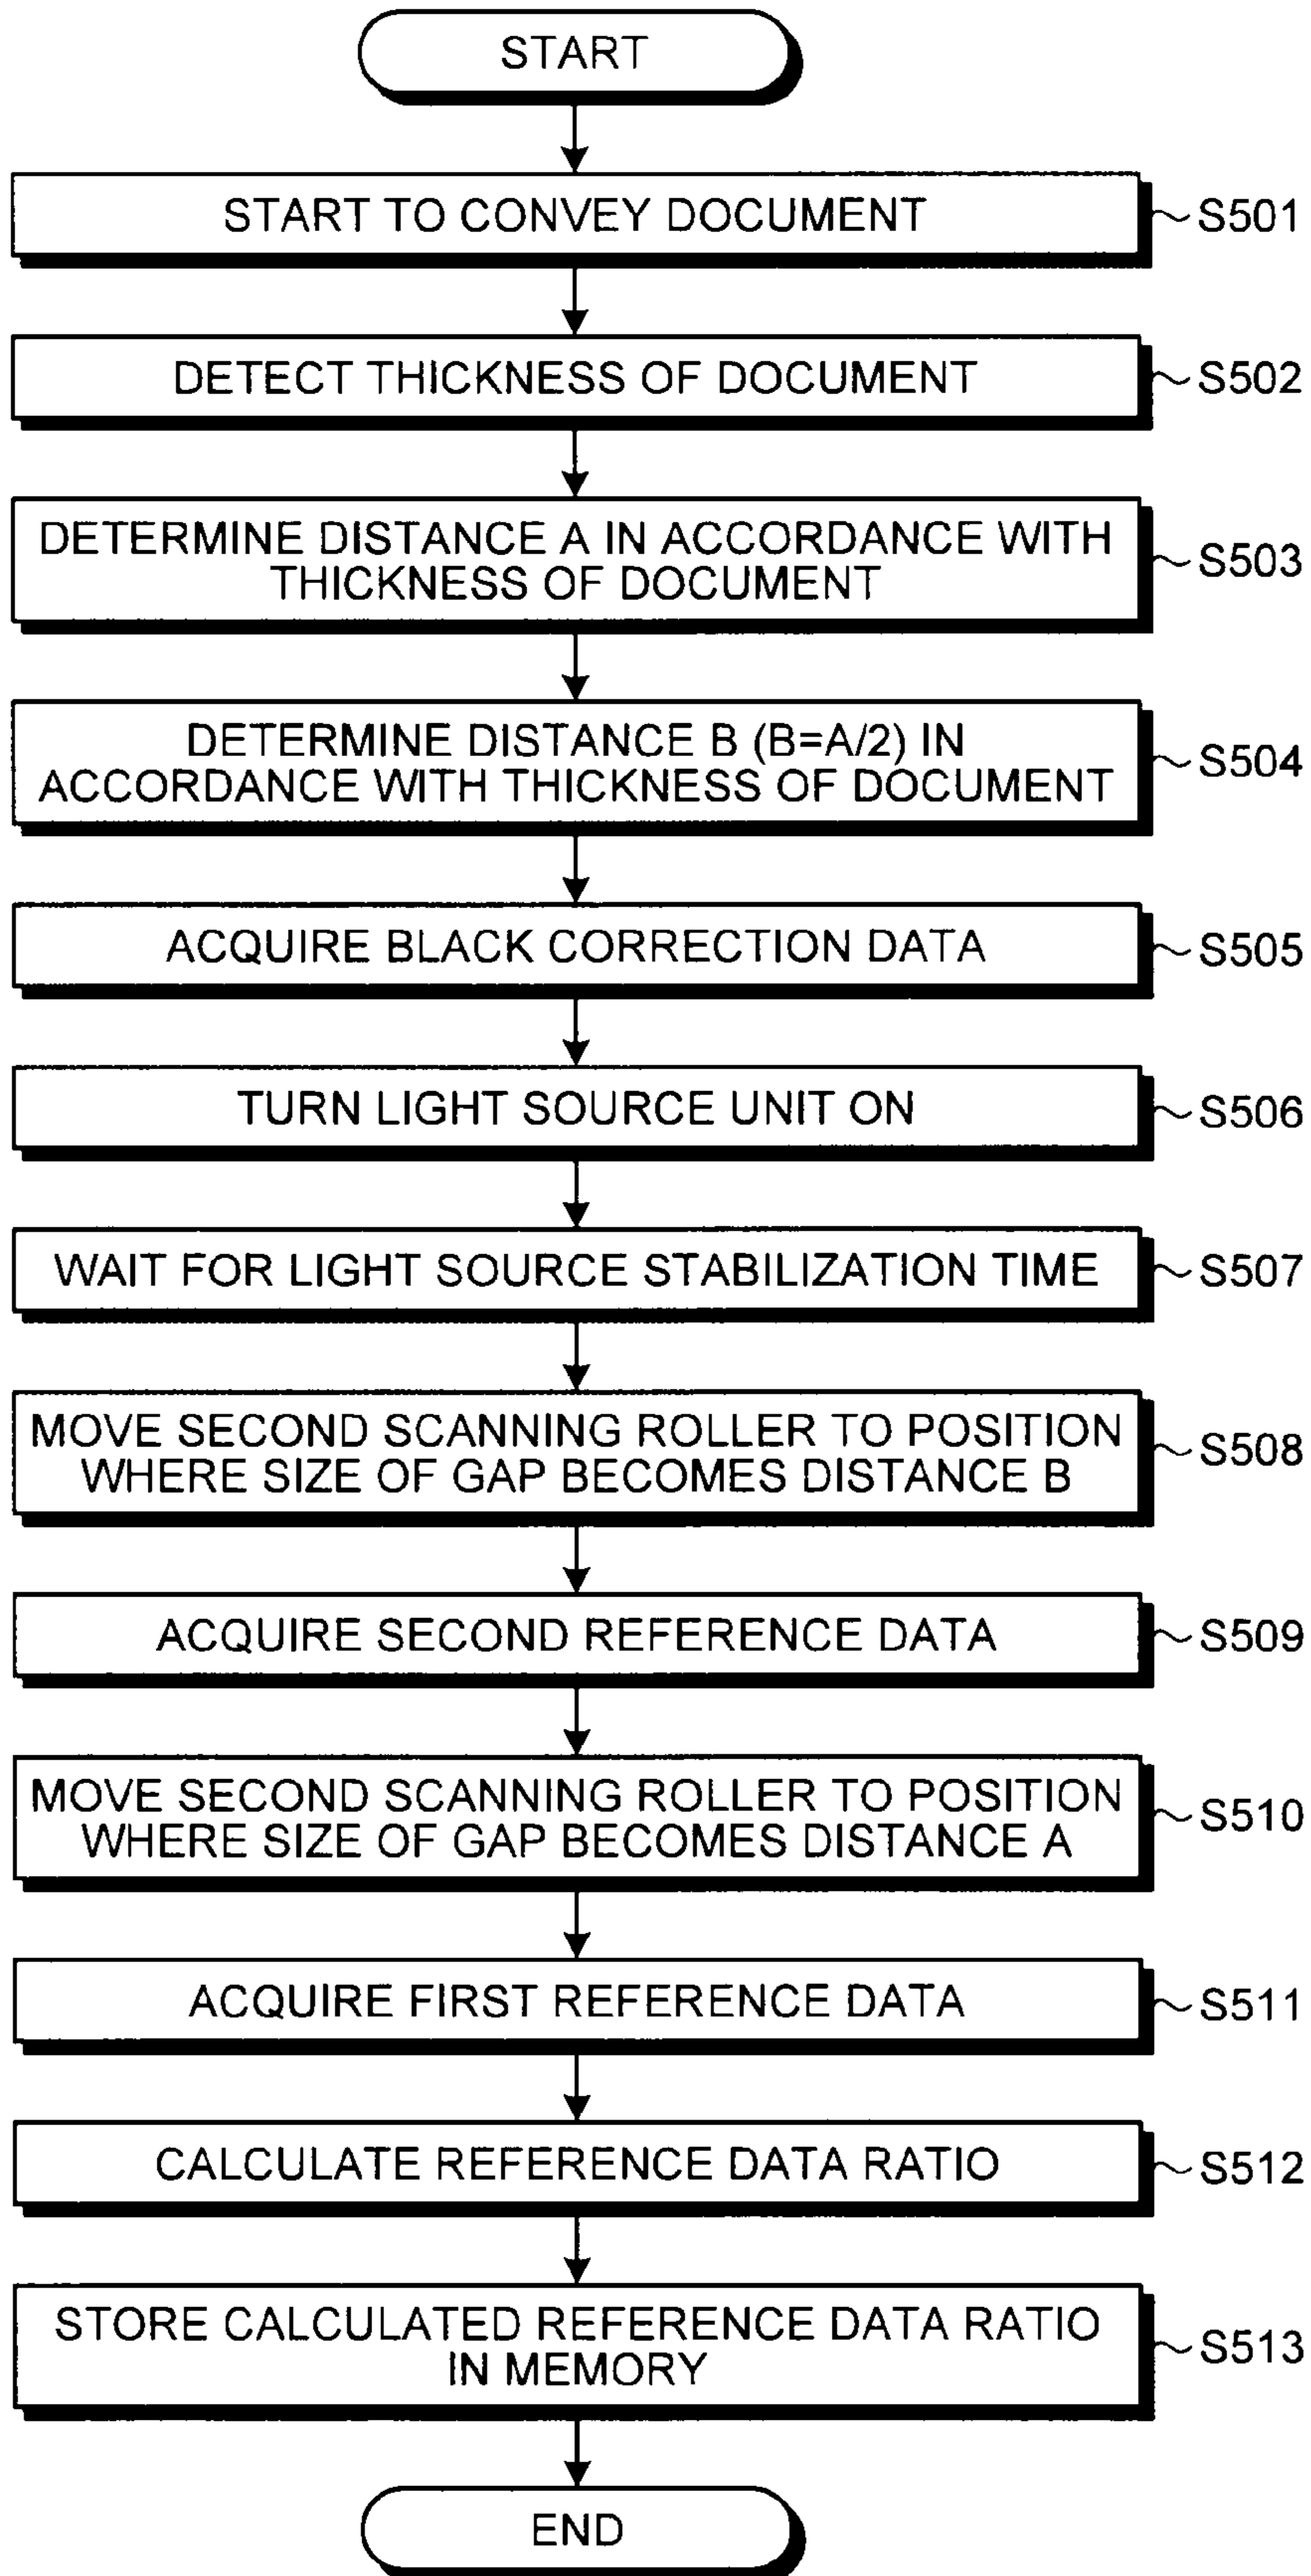 START
START TO CONVEY DOCUMENT
S501
DETECT THICKNESS OF DOCUMENT
S502
DETERMINE DISTANCE A IN ACCORDANCE WITH
THICKNESS OF DOCUMENT
S503
DETERMINE DISTANCE B (B=A/2) IN
ACCORDANCE WITH THICKNESS OF DOCUMENT
S504
ACQUIRE BLACK CORRECTION DATA
S505
TURN LIGHT SOURCE UNIT ON
S506
WAIT FOR LIGHT SOURCE STABILIZATION TIME
S507
MOVE SECOND SCANNING ROLLER TO POSITION
WHERE SIZE OF GAP BECOMES DISTANCE B
S508
ACQUIRE SECOND REFERENCE DATA
S509
MOVE SECOND SCANNING ROLLER TO POSITION
WHERE SIZE OF GAP BECOMES DISTANCE A
S510
ACQUIRE FIRST REFERENCE DATA
S511
CALCULATE REFERENCE DATA RATIO
S512
STORE CALCULATED REFERENCE DATA RATIO
IN MEMORY
S513
END